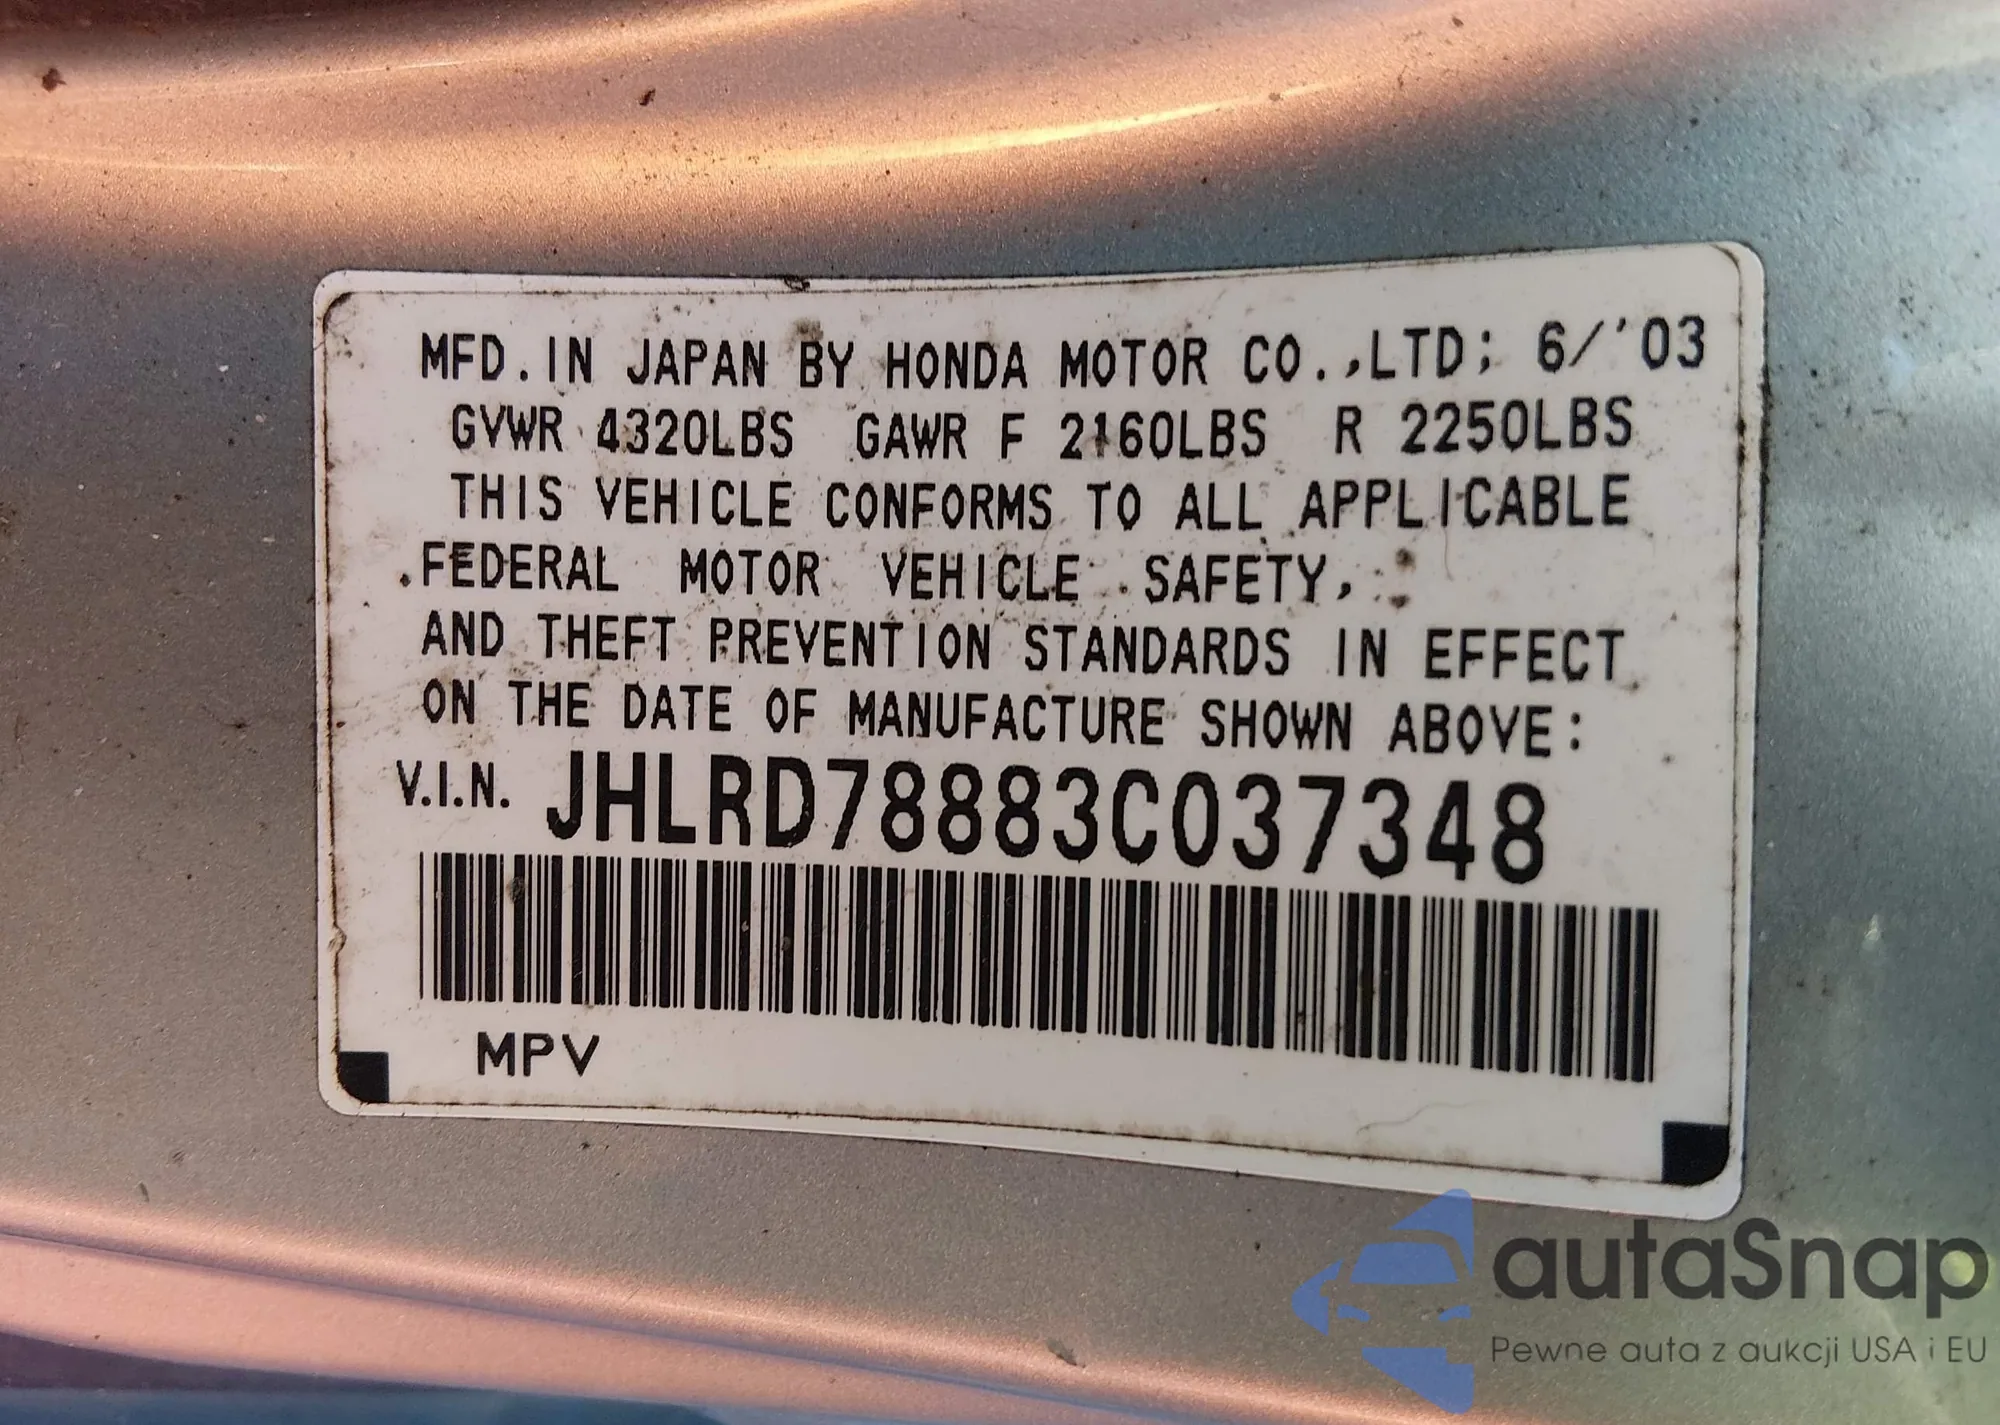 MFD. IN JAPAN BY HONDA MOTOR CO.,LTD; 6/'03
GVWR 4320LBS GAWR F 2160LBS R 2250LBS
THIS VEHICLE CONFORMS TO ALL APPLICABLE
FEDERAL MOTOR VEHICLE SAFETY,
AND THEFT PREVENTION STANDARDS IN EFFECT
ON THE DATE OF MANUFACTURE SHOWN ABOVE:
V.I.N. JHLRD78883C037348
MPV
autaSnap
Pewne auta z aukcji USA i EU